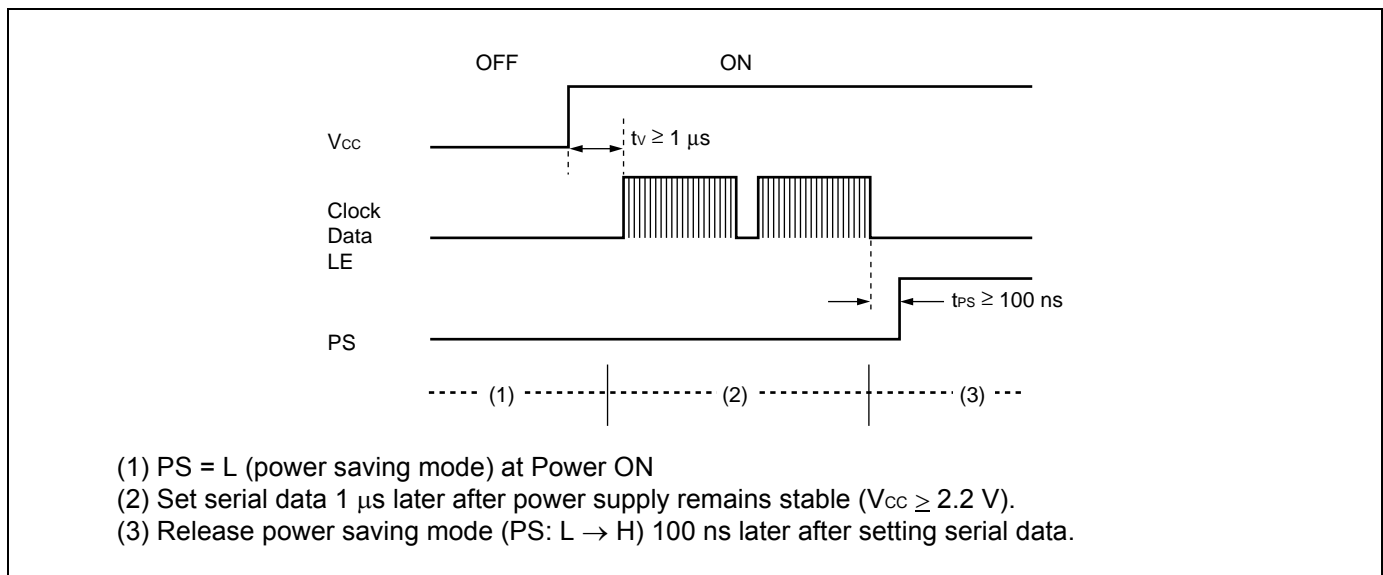 OFF ON
Vcc
tv ≥ 1 μs
Clock
Data
LE
tPS ≥ 100 ns
PS
(1) (2) (3)
(1) PS = L (power saving mode) at Power ON
(2) Set serial data 1 μs later after power supply remains stable (Vcc ≥ 2.2 V).
(3) Release power saving mode (PS: L → H) 100 ns later after setting serial data.